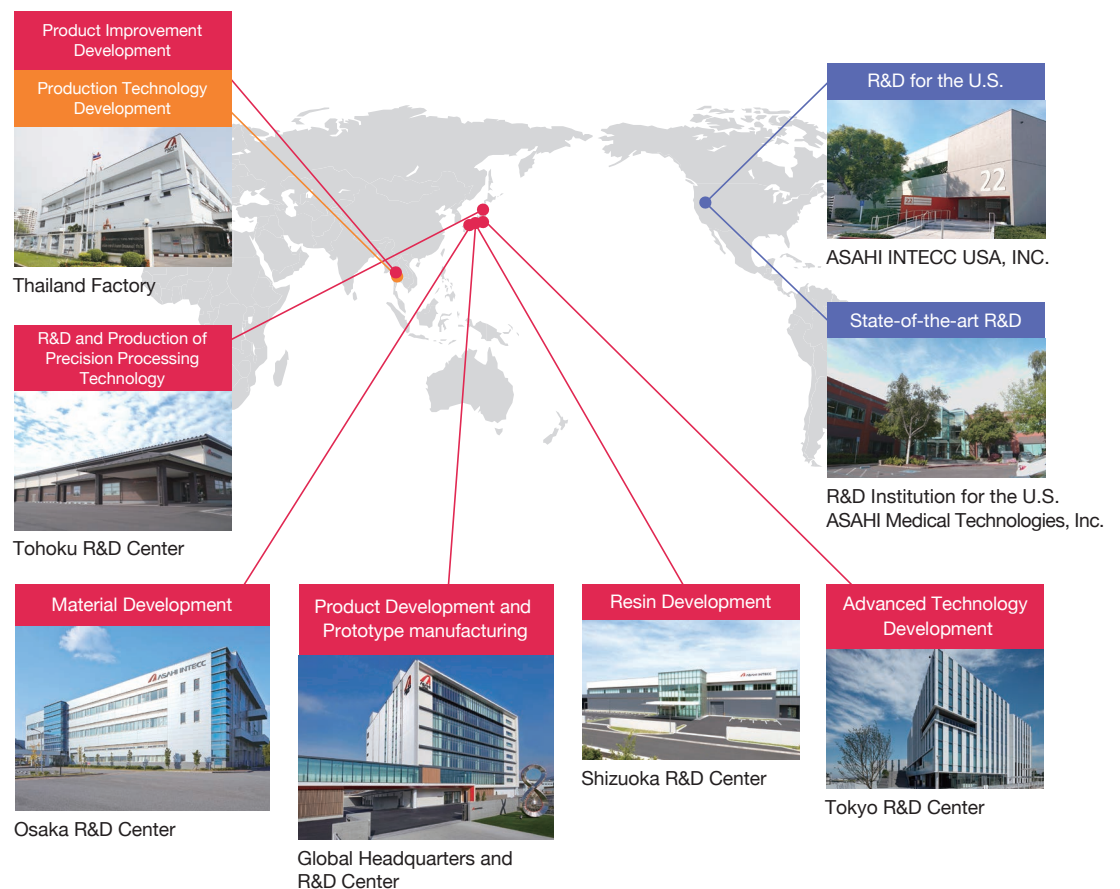 Product Improvement
Development
Production Technology
Development
Thailand Factory
R&D for the U.S.
22
ASAHI INTECC USA, INC.
R&D and Production of
Precision Processing
Technology
Tohoku R&D Center
State-of-the-art R&D
R&D Institution for the U.S.
ASAHI Medical Technologies, Inc.
Material Development
ASAHI INTECC
Osaka R&D Center
Product Development and
Prototype manufacturing
Global Headquarters and
R&D Center
Resin Development
ASAHI INTECC
Shizuoka R&D Center
Advanced Technology
Development
Tokyo R&D Center